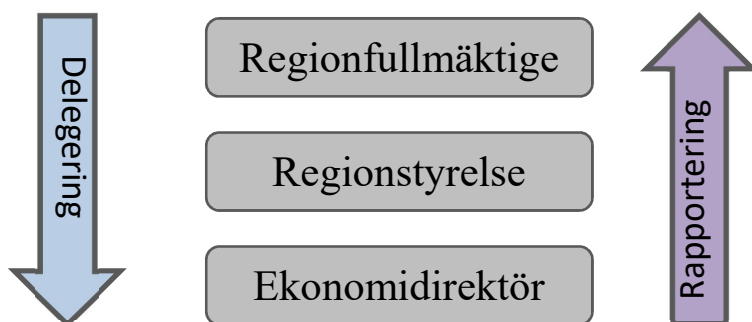 Delegering
Regionfullmäktige
Regionstyrelse
Ekonomidirektör
Rapportering